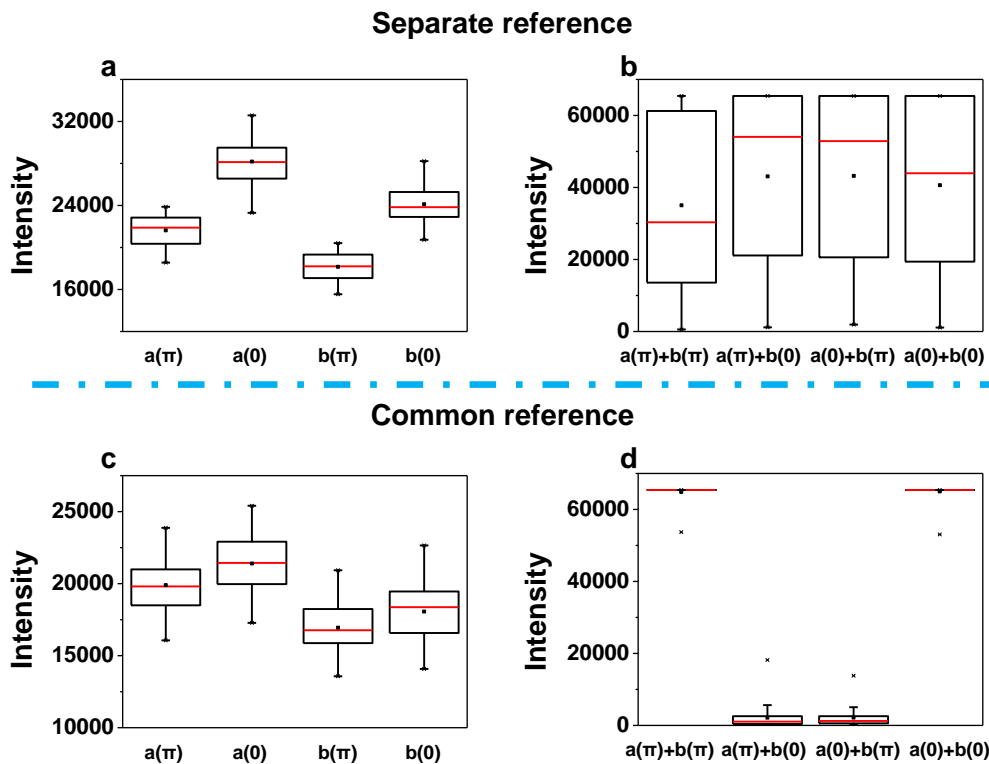 Separate reference
a
Intensity
32000
24000
16000
a(π) a(0) b(π) b(0)
b
Intensity
60000
40000
20000
0
a(π)+b(π) a(π)+b(0) a(0)+b(π) a(0)+b(0)
Common reference
c
Intensity
25000
20000
15000
10000
a(π) a(0) b(π) b(0)
d
Intensity
60000
40000
20000
0
a(π)+b(π) a(π)+b(0) a(0)+b(π) a(0)+b(0)